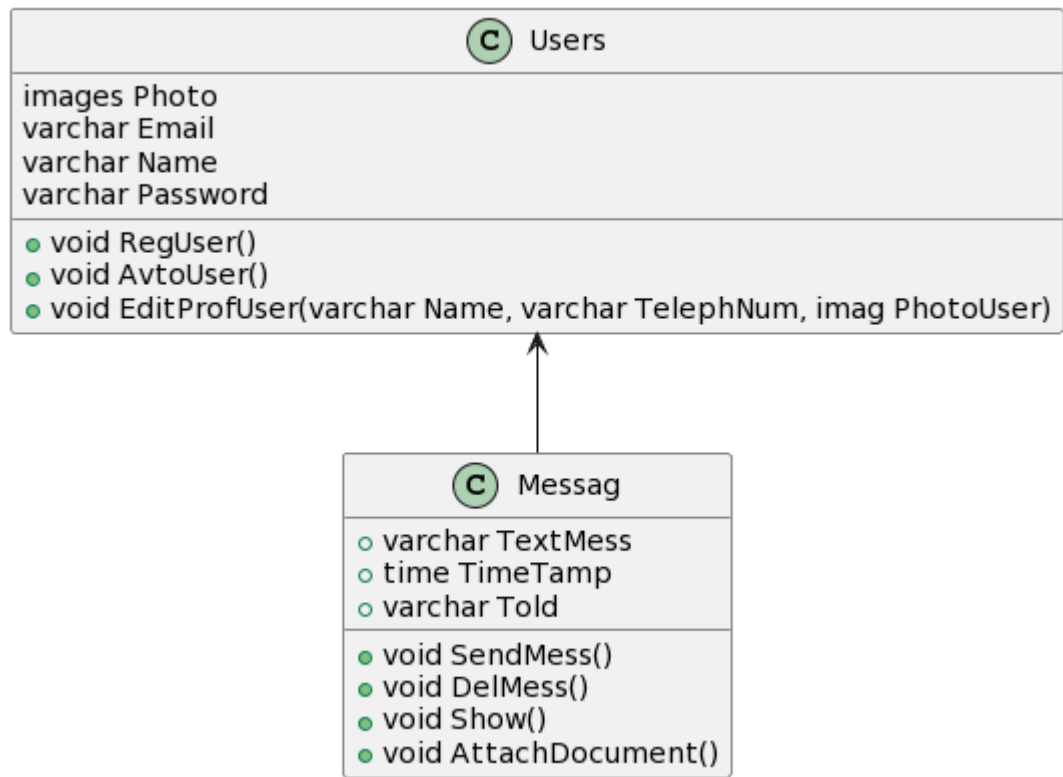 C Users
images Photo
varchar Email
varchar Name
varchar Password
void RegUser()
void AvtoUser()
void EditProfUser(varchar Name, varchar TelephNum, imag PhotoUser)
C Messag
varchar TextMess
time TimeTamp
varchar ToId
void SendMess()
void DelMess()
void Show()
void AttachDocument()